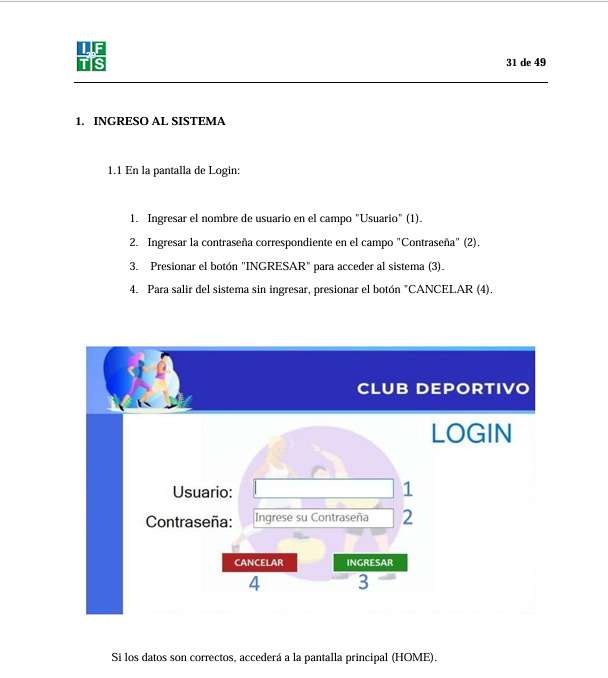 IF
TS
31 de 49
1. INGRESO AL SISTEMA
1.1 En la pantalla de Login:
1. Ingresar el nombre de usuario en el campo "Usuario" (1).
2. Ingresar la contraseña correspondiente en el campo "Contraseña" (2).
3. Presionar el botón "INGRESAR" para acceder al sistema (3).
4. Para salir del sistema sin ingresar, presionar el botón "CANCELAR (4).
CLUB DEPORTIVO
LOGIN
Usuario: 1
Contraseña: Ingrese su Contraseña 2
CANCELAR INGRESAR
4 3
Si los datos son correctos, accederá a la pantalla principal (HOME).